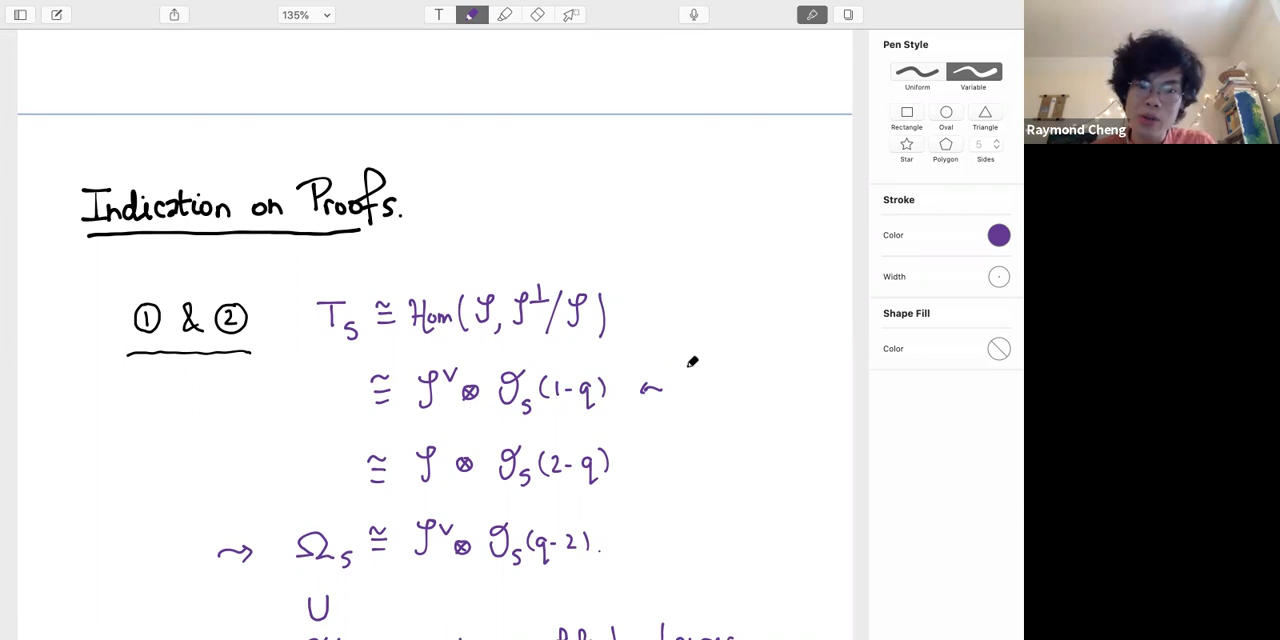 135%
T
Pen Style
Uniform
Variable
Rectangle
Oval
Triangle
Star
Polygon
5
Sides
Stroke
Color
Width
Shape Fill
Color
Raymond Cheng
Indication on Proofs.
① & ② T_S ≅ Hom(𝒮, 𝒮^⊥/𝒮)
≅ 𝒮^∨ ⊗ 𝒪_S(1-q) ~
≅ 𝒮 ⊗ 𝒪_S(2-q)
⇝ Ω_S ≅ 𝒮^∨ ⊗ 𝒪_S(q-2).
∪